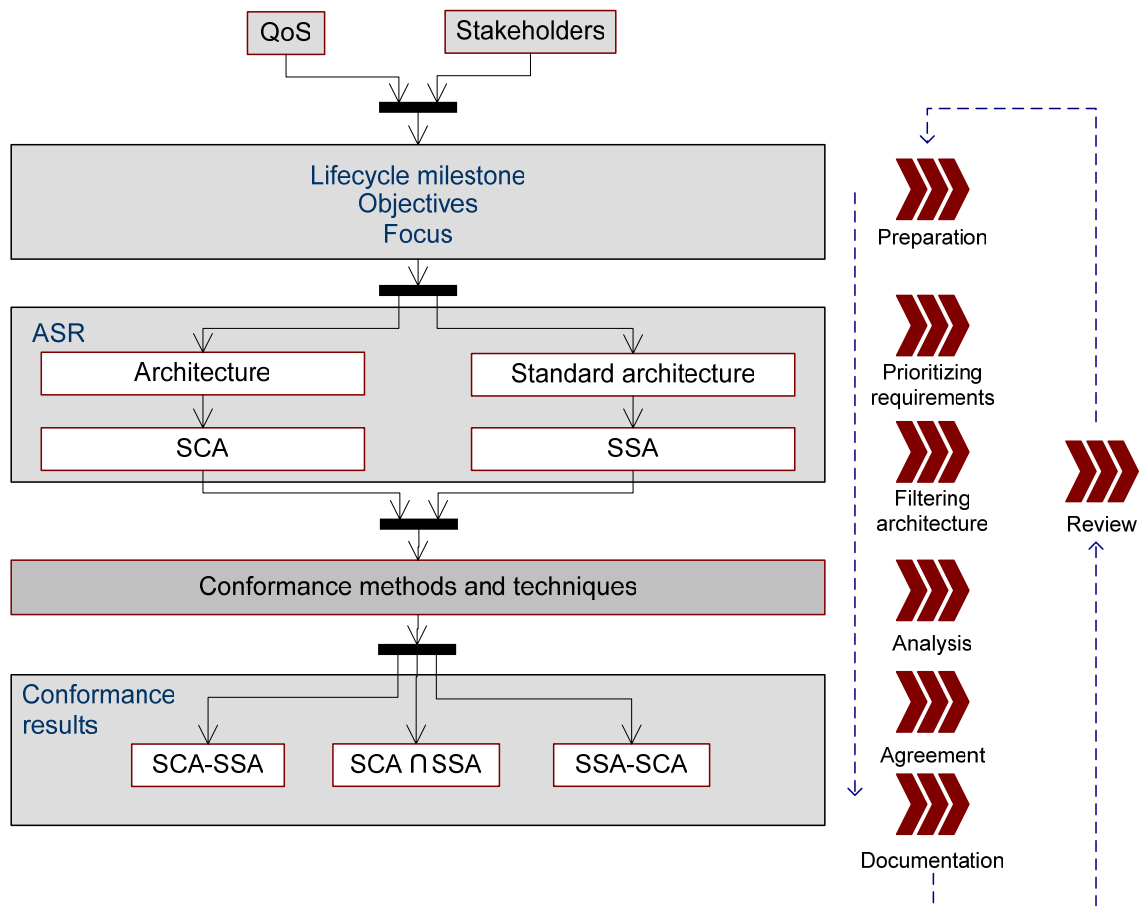 QoS
Stakeholders
Lifecycle milestone
Objectives
Focus
ASR
Architecture
Standard architecture
SCA
SSA
Conformance methods and techniques
Conformance
results
SCA-SSA
SCA ∩ SSA
SSA-SCA
Preparation
Prioritizing
requirements
Filtering
architecture
Analysis
Agreement
Documentation
Review